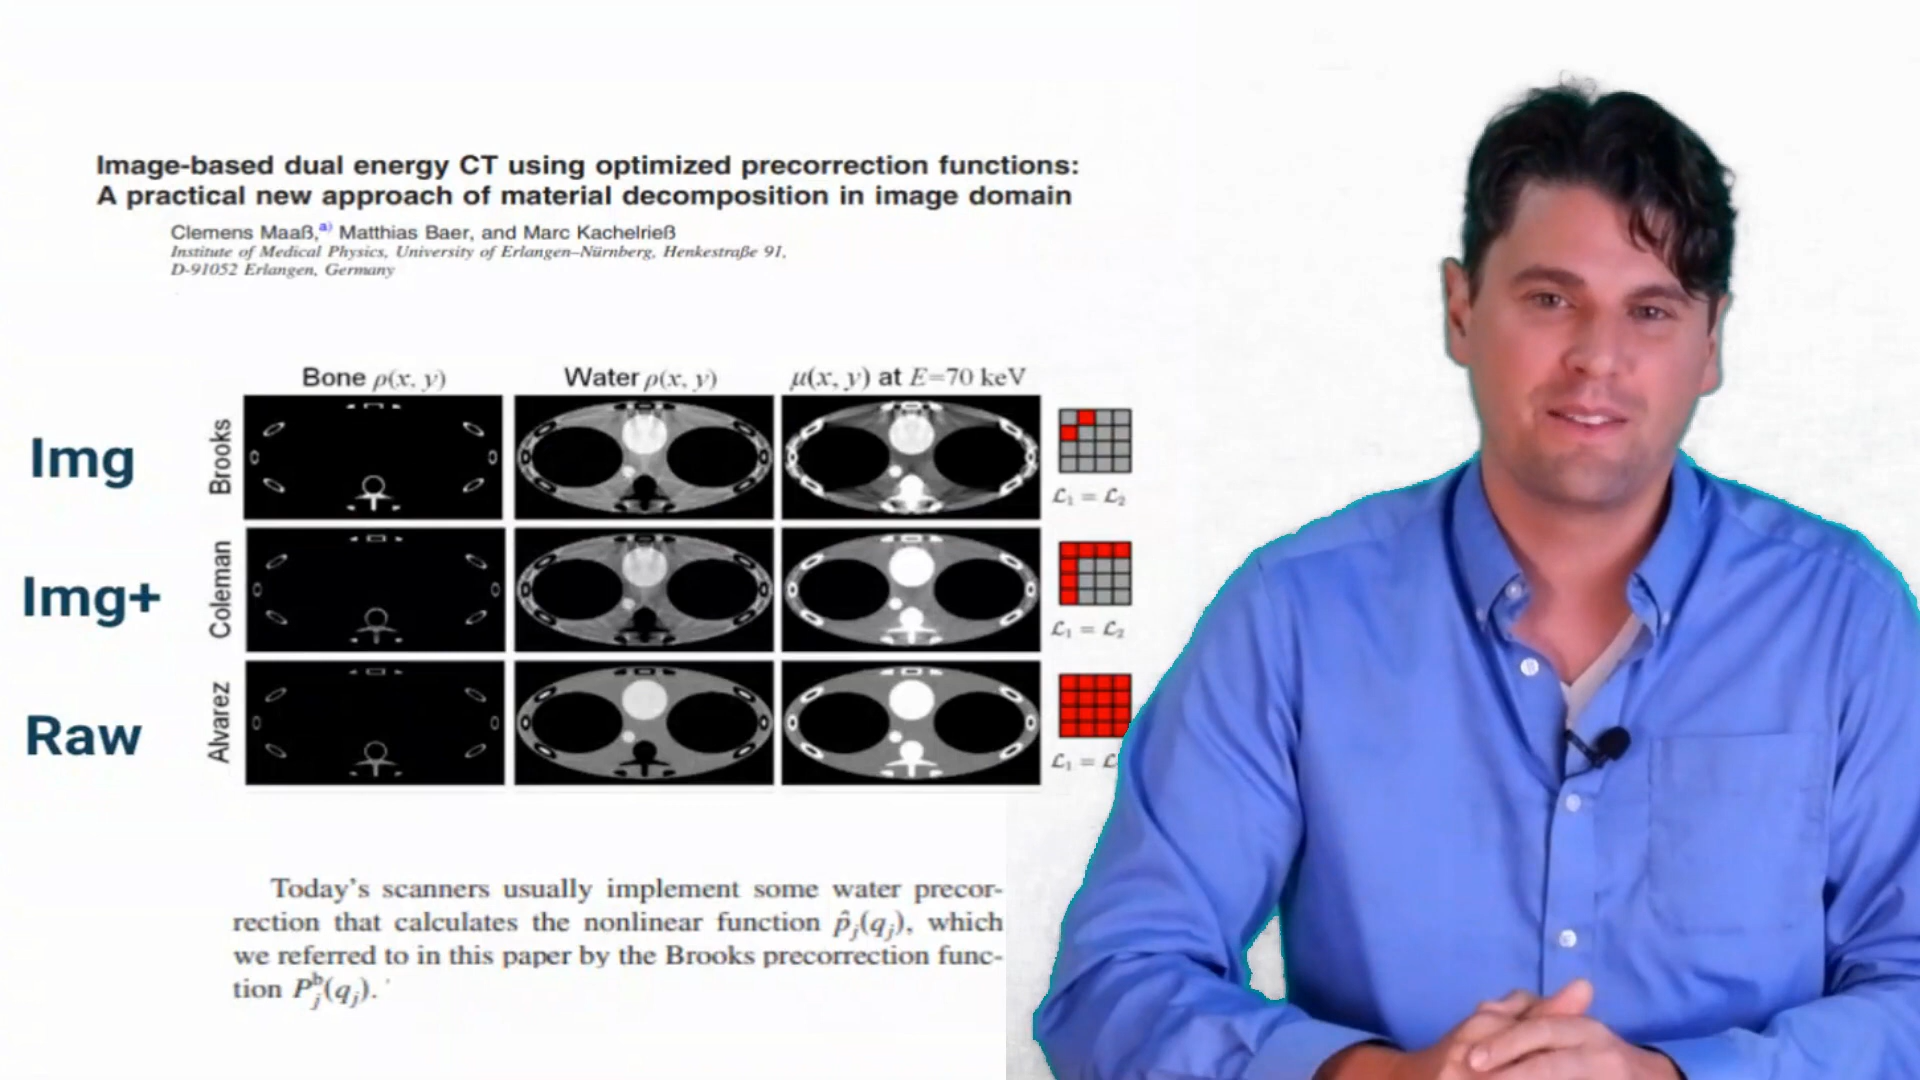 Image-based dual energy CT using optimized precorrection functions:
A practical new approach of material decomposition in image domain
Clemens Maaß,a) Matthias Baer, and Marc Kachelrieß
Institute of Medical Physics, University of Erlangen–Nürnberg, Henkestraße 91,
D-91052 Erlangen, Germany
Bone ρ(x, y) Water ρ(x, y) μ(x, y) at E=70 keV
Img Brooks
ℒ₁ = ℒ₂
Img+ Coleman
ℒ₁ = ℒ₂
Raw Alvarez
ℒ₁ = ℒ
Today's scanners usually implement some water precor-
rection that calculates the nonlinear function p̂ⱼ(qⱼ), which
we referred to in this paper by the Brooks precorrection func-
tion Pⱼᵇ(qⱼ).